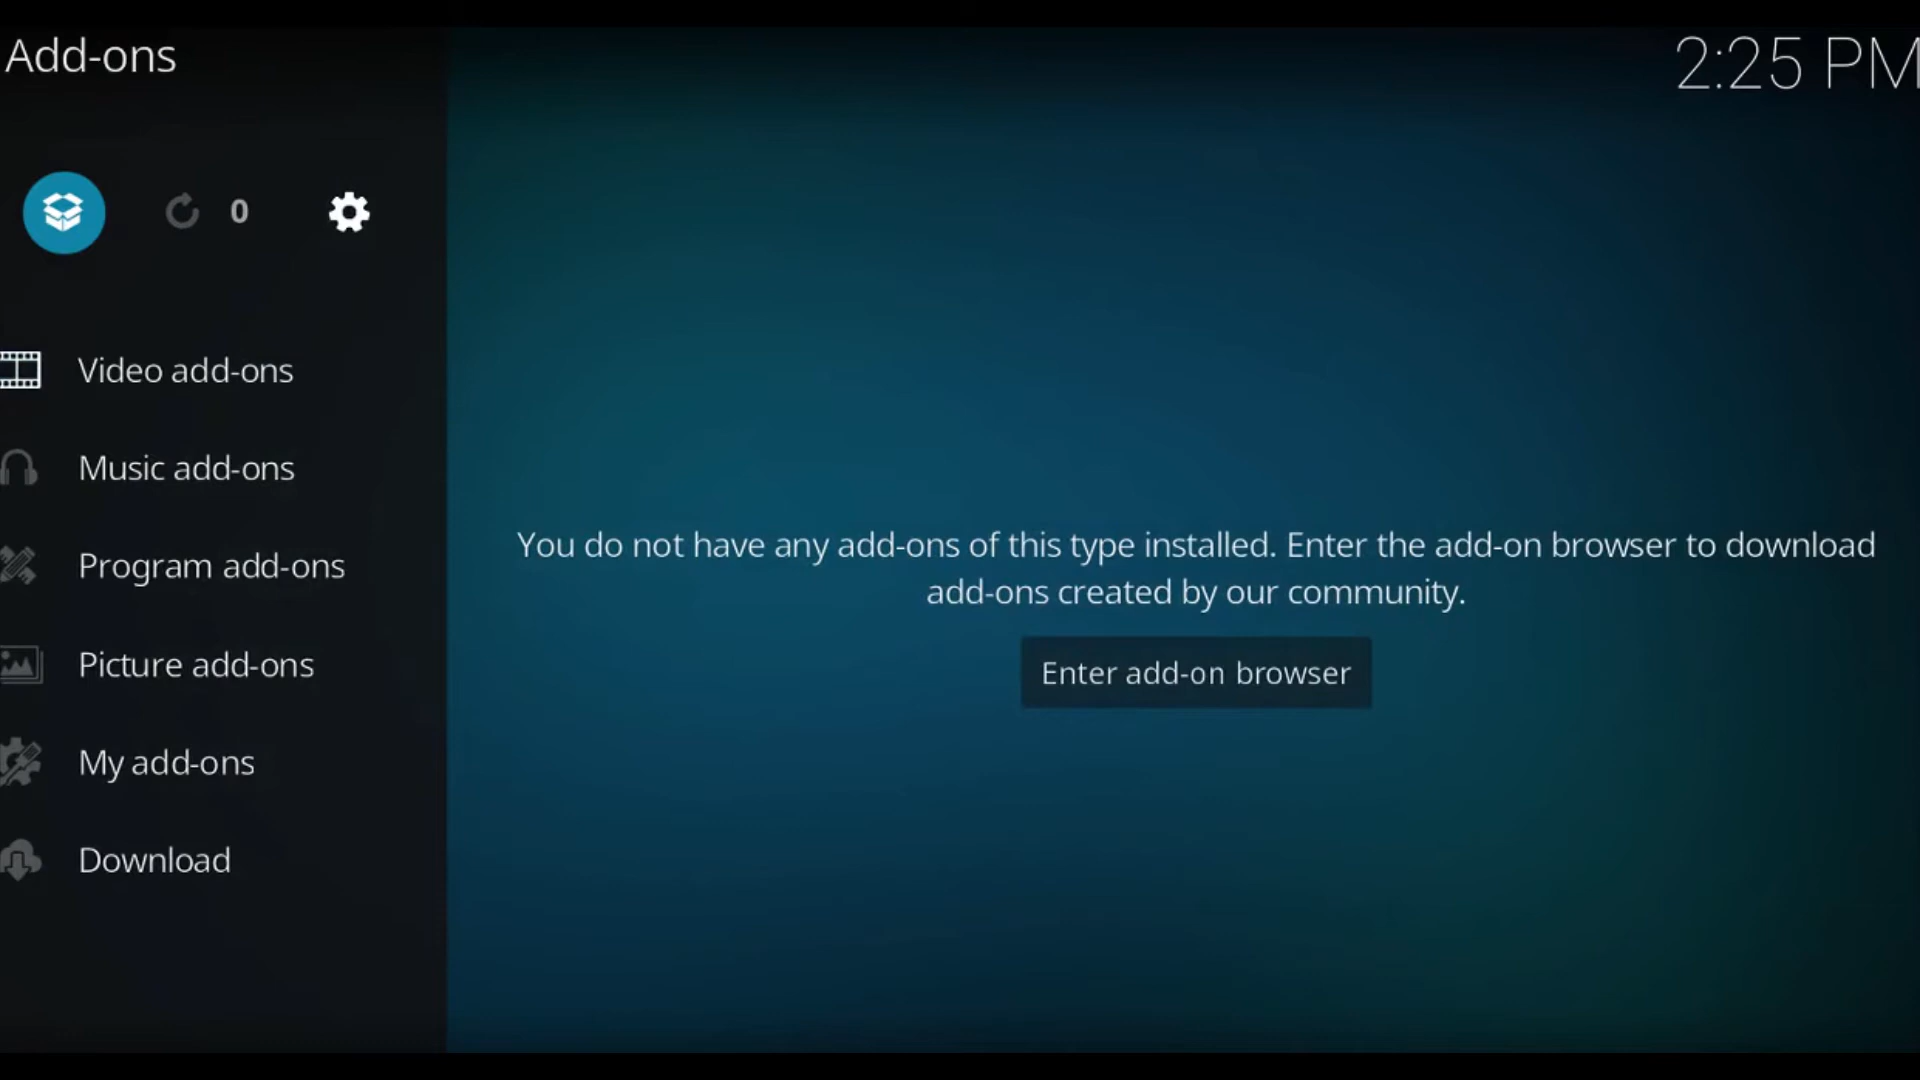 Add-ons
2:25 PM
0
Video add-ons
Music add-ons
Program add-ons
Picture add-ons
My add-ons
Download
You do not have any add-ons of this type installed. Enter the add-on browser to download
add-ons created by our community.
Enter add-on browser